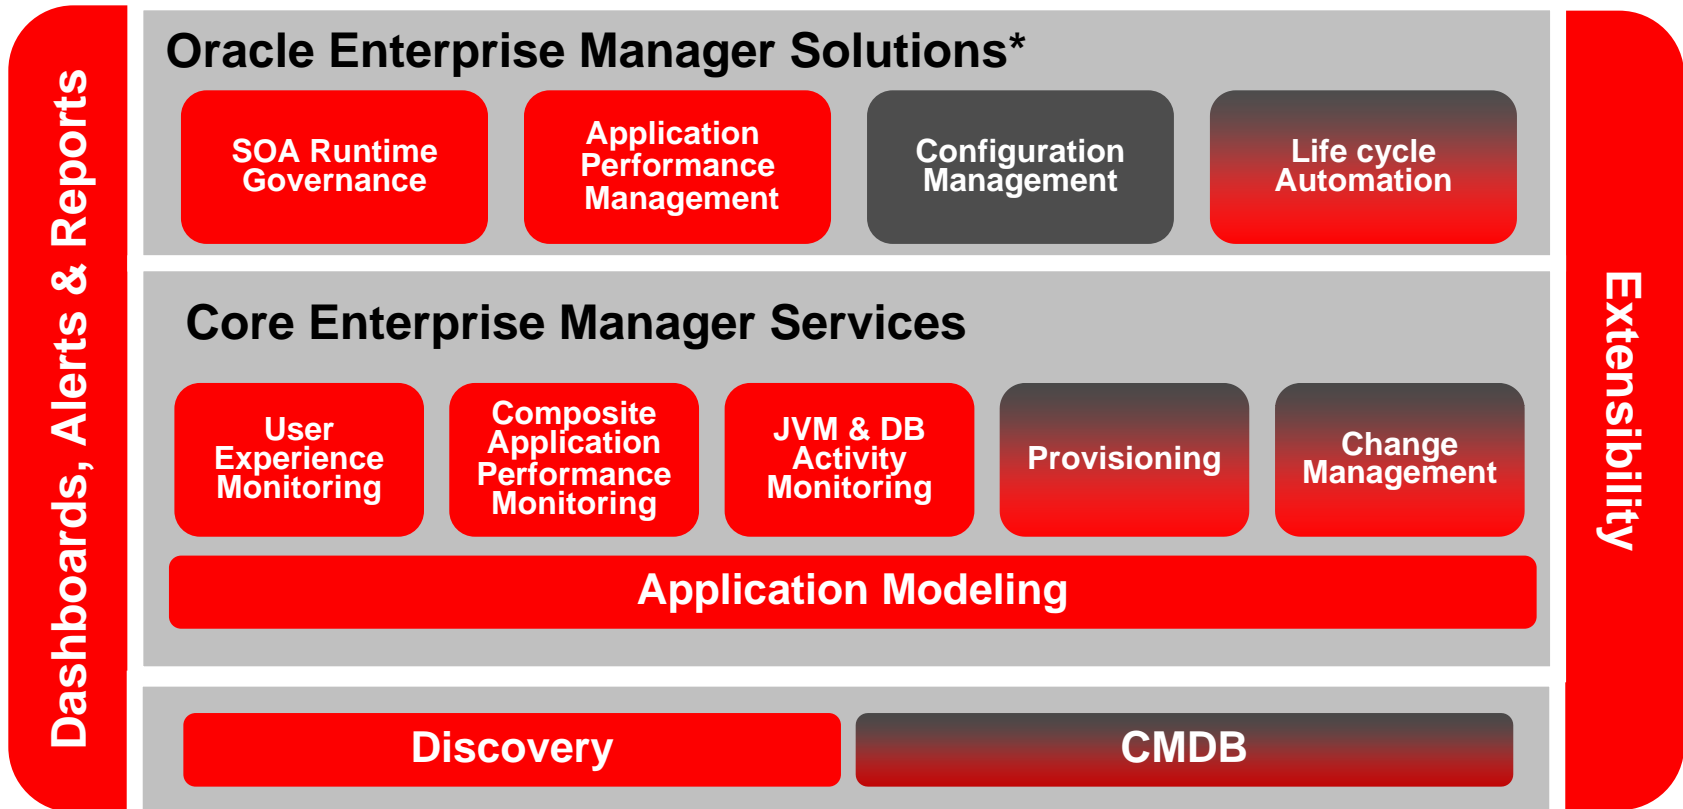 Dashboards, Alerts & Reports
Oracle Enterprise Manager Solutions*
SOA Runtime
Governance
Application
Performance
Management
Configuration
Management
Life cycle
Automation
Core Enterprise Manager Services
User
Experience
Monitoring
Composite
Application
Performance
Monitoring
JVM & DB
Activity
Monitoring
Provisioning
Change
Management
Application Modeling
Discovery
CMDB
Extensibility